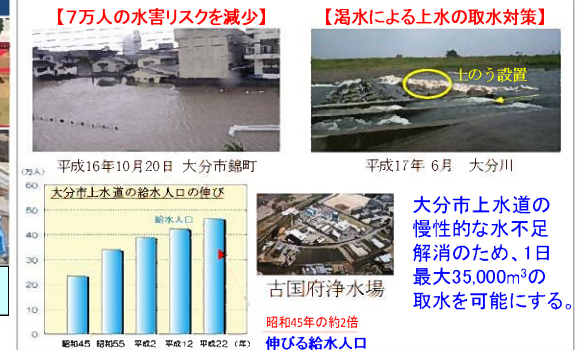 【7万人の水害リスクを減少】
【渇水による上水の取水対策】
土のう設置
平成16年10月20日 大分市錦町
平成17年 6月 大分川
(万人)
大分市上水道の給水人口の伸び
給水人口
60
50
40
30
20
10
0
昭和45 昭和55 平成2 平成12 平成22 (年)
古国府浄水場
昭和45年の約2倍
伸びる給水人口
大分市上水道の
慢性的な水不足
解消のため、1日
最大35,000m³の
取水を可能にする。